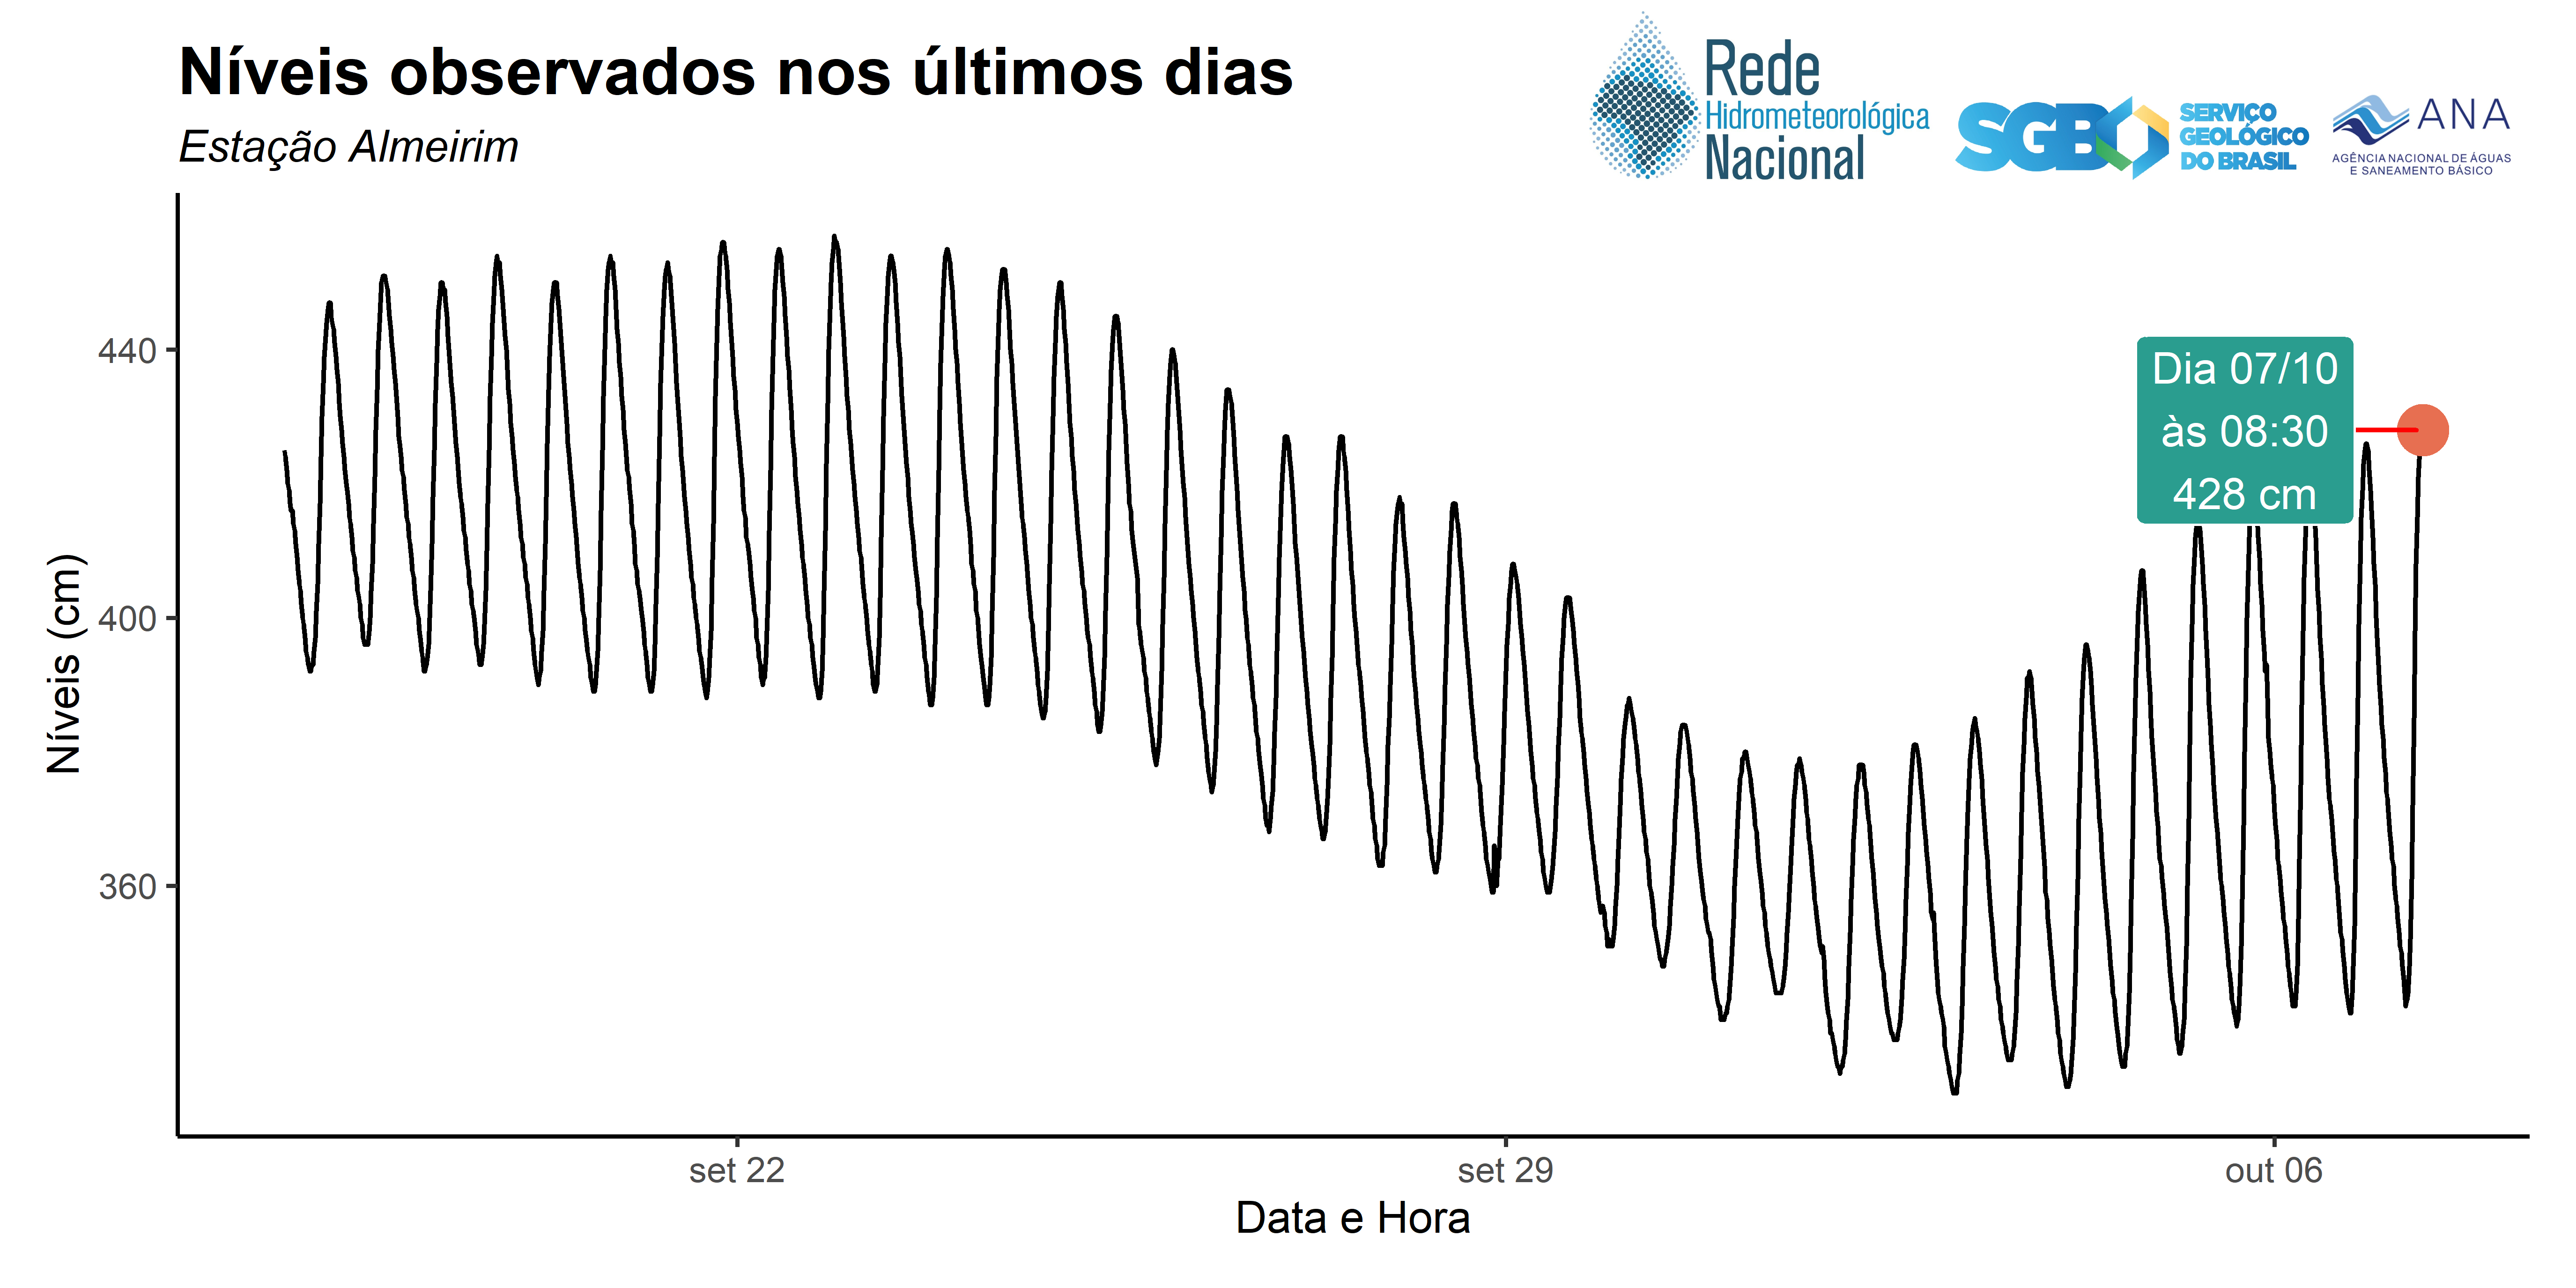 Níveis observados nos últimos dias
Estação Almeirim
Rede
Hidrometeorológica
Nacional
SGB
SERVIÇO
GEOLÓGICO
DO BRASIL
ANA
AGÊNCIA NACIONAL DE ÁGUAS
E SANEAMENTO BÁSICO
Níveis (cm)
440
400
360
Dia 07/10
às 08:30
428 cm
set 22
set 29
out 06
Data e Hora